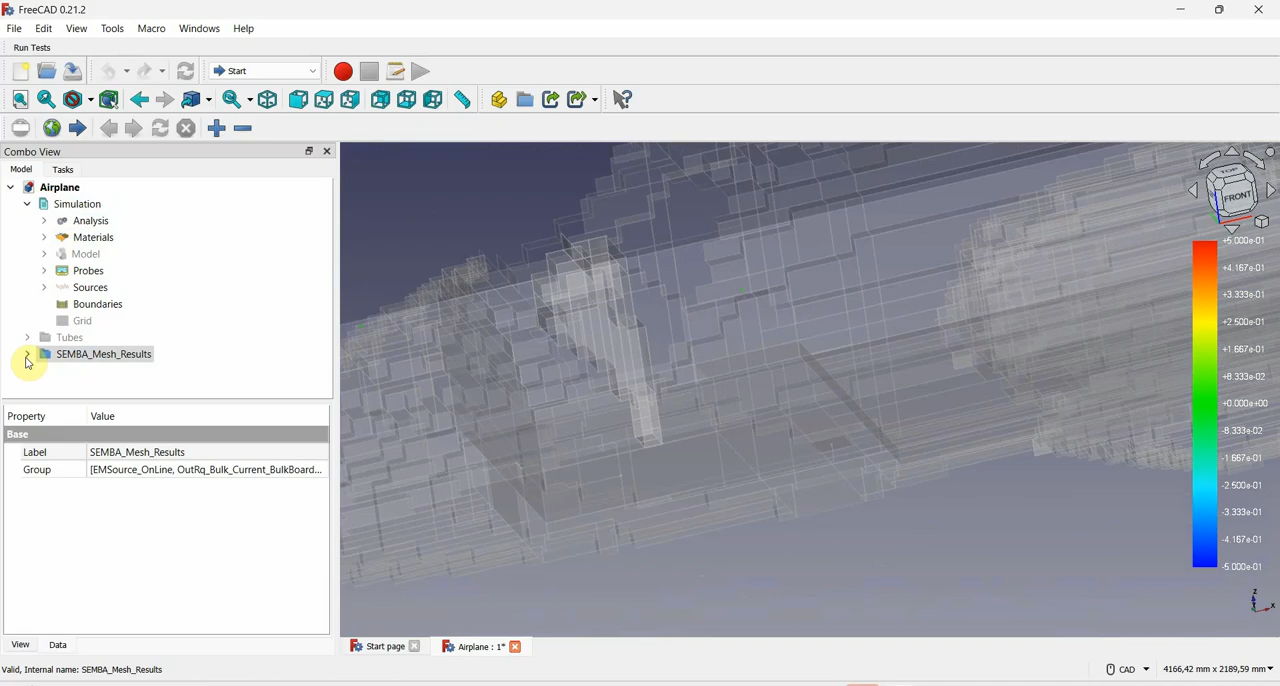 FreeCAD 0.21.2
File Edit View Tools Macro Windows Help
Run Tests
Start
Combo View
Model Tasks
Airplane
Simulation
Analysis
Materials
Model
Probes
Sources
Boundaries
Grid
Tubes
SEMBA_Mesh_Results
Property Value
Base
Label SEMBA_Mesh_Results
Group [EMSource_OnLine, OutRq_Bulk_Current_BulkBoard...
View Data
TOP
FRONT
+5.000e-01
+4.167e-01
+3.333e-01
+2.500e-01
+1.667e-01
+8.333e-02
+0.000e+00
-8.333e-02
-1.667e-01
-2.500e-01
-3.333e-01
-4.167e-01
-5.000e-01
Z
X
Start page Airplane : 1*
Valid, Internal name: SEMBA_Mesh_Results
CAD 4166,42 mm x 2189,59 mm